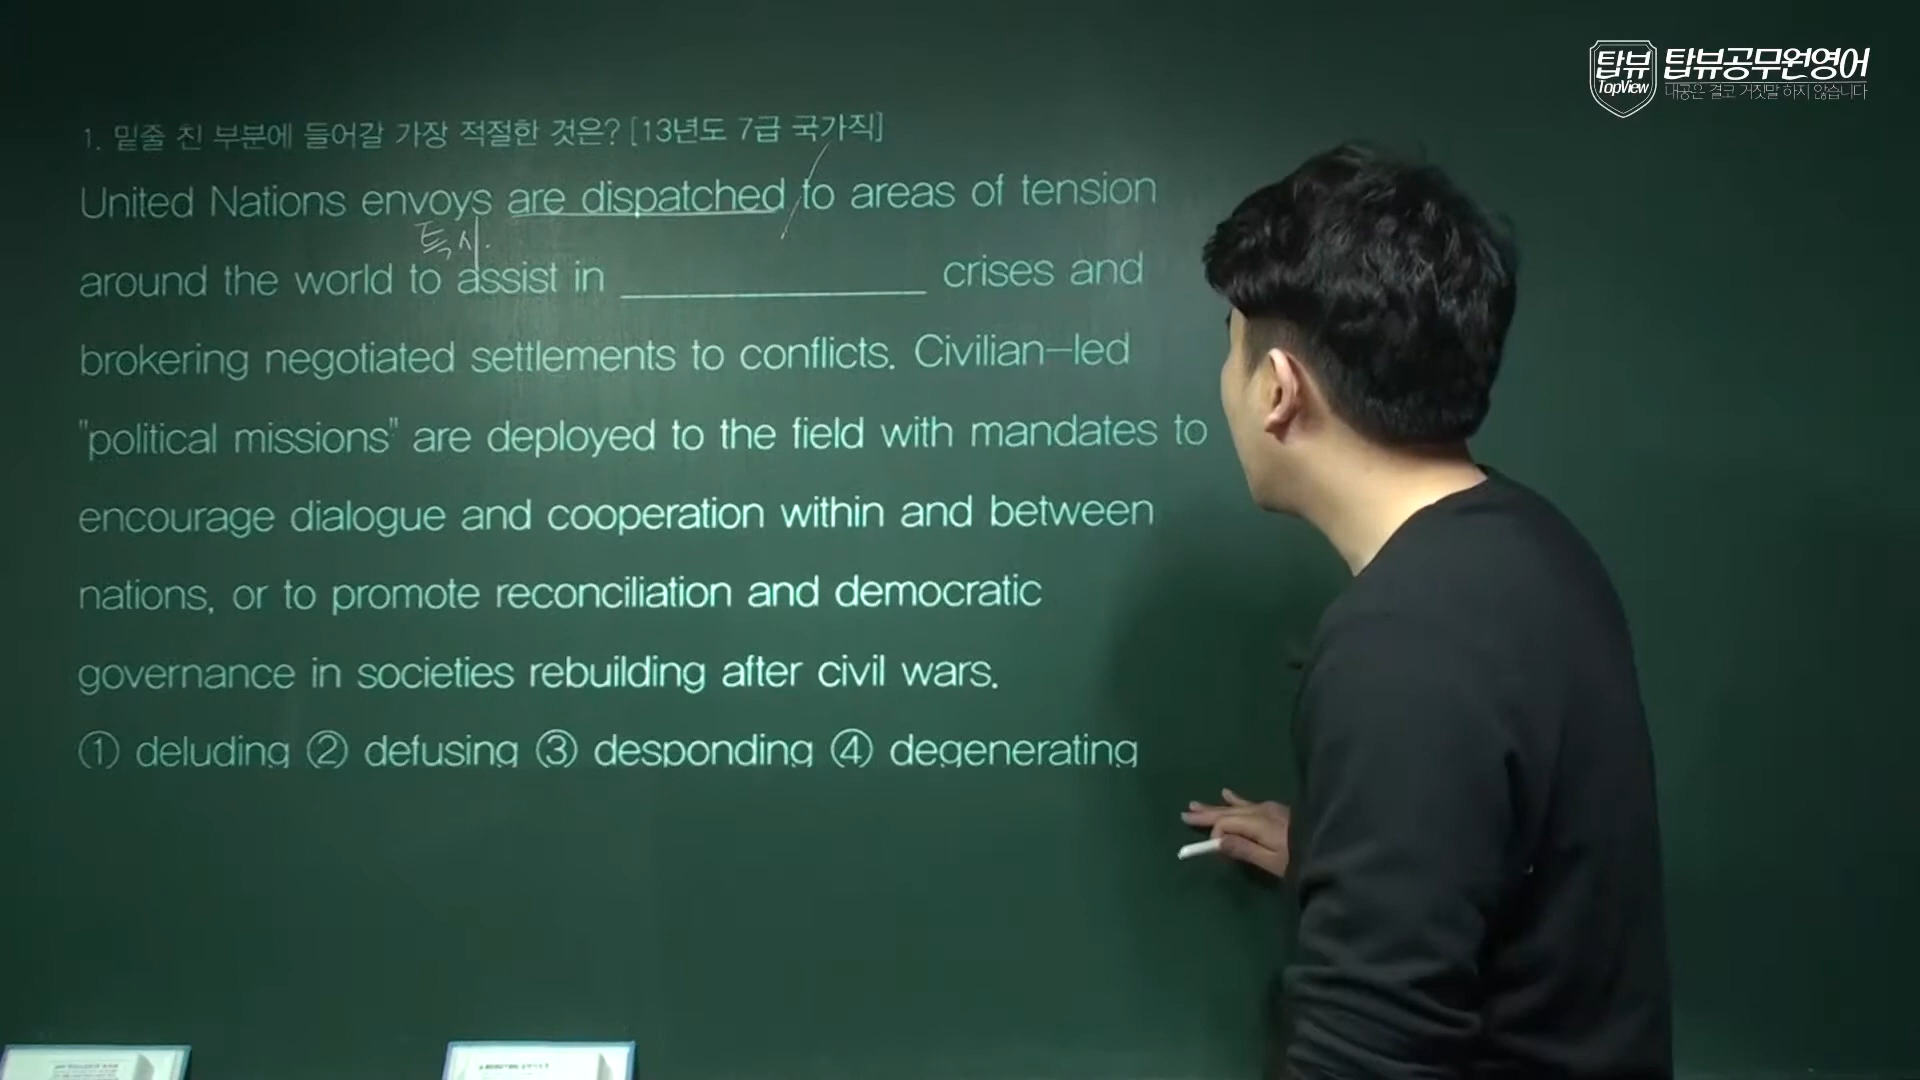 탑뷰 TopView 탑뷰공무원영어
내공은 결코 거짓말 하지 않습니다
1. 밑줄 친 부분에 들어갈 가장 적절한 것은? [13년도 7급 국가직]
United Nations envoys are dispatched to areas of tension
특사.
around the world to assist in ______________ crises and
brokering negotiated settlements to conflicts. Civilian-led
"political missions" are deployed to the field with mandates to
encourage dialogue and cooperation within and between
nations, or to promote reconciliation and democratic
governance in societies rebuilding after civil wars.
① deluding ② defusing ③ desponding ④ degenerating